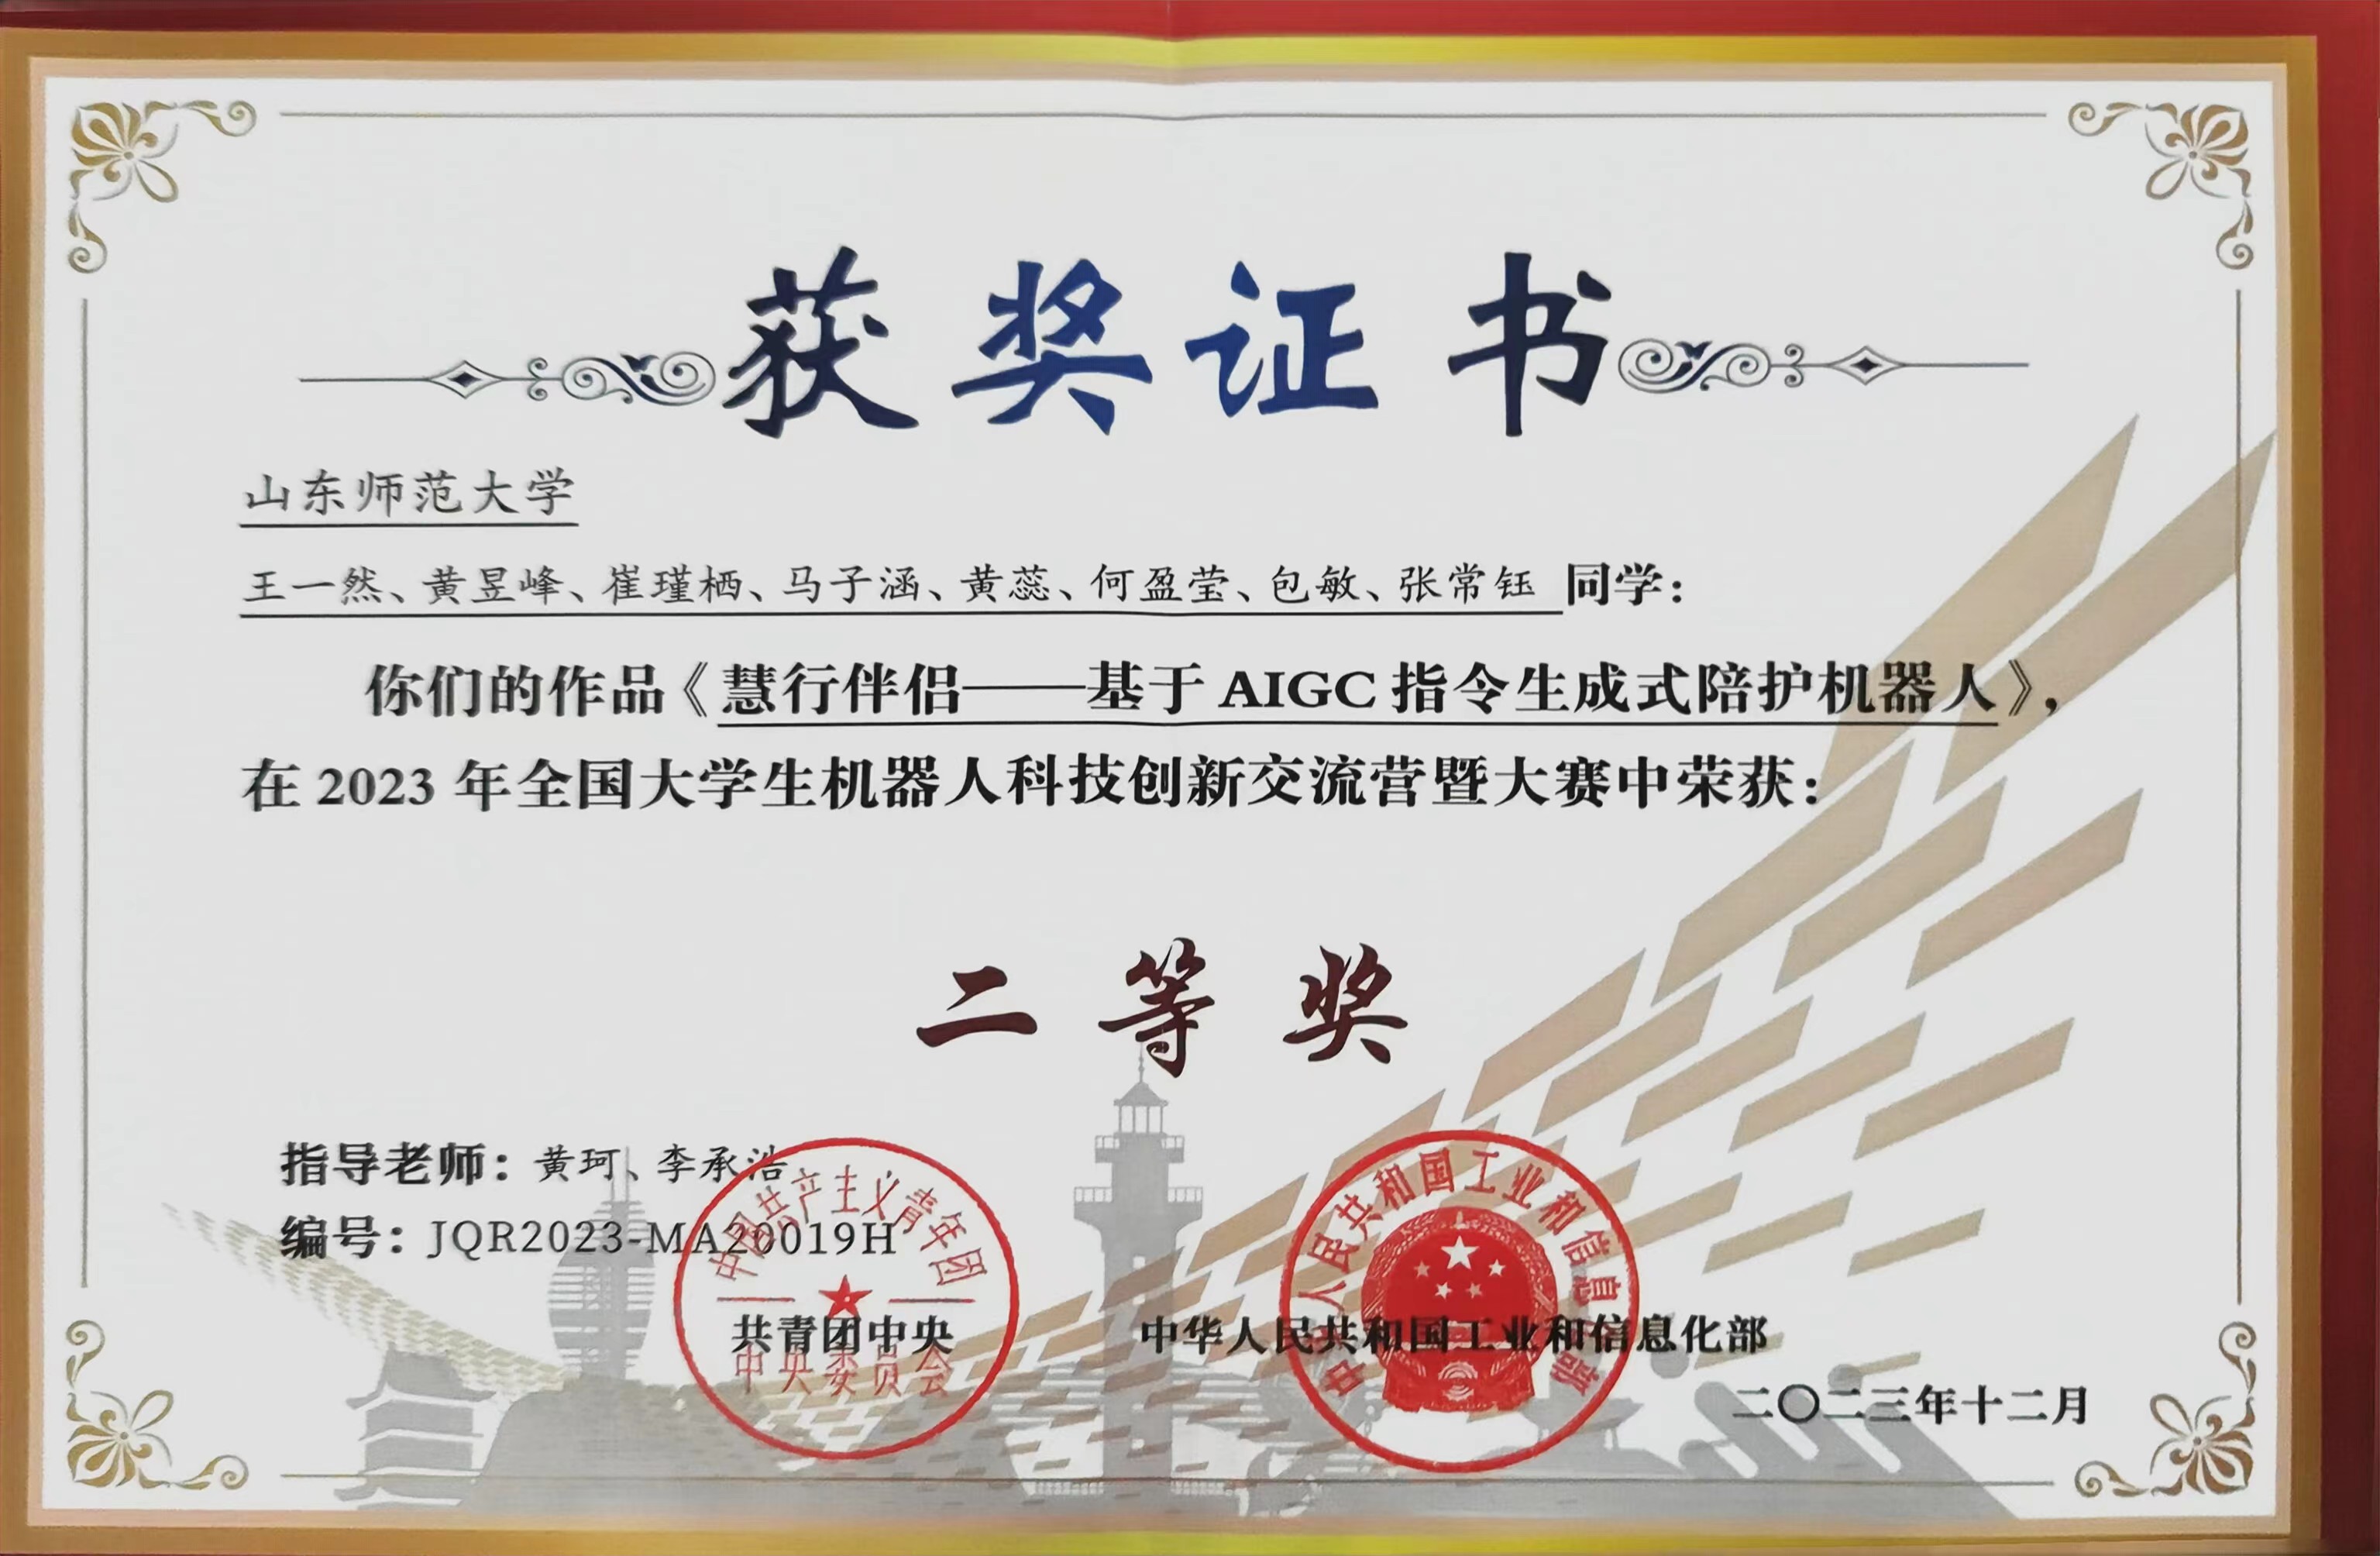 获奖证书
山东师范大学
王一然、黄昱峰、崔瑾栖、马子涵、黄蕊、何盈莹、包敏、张常钰 同学：
你们的作品《慧行伴侣——基于 AIGC 指令生成式陪护机器人》，
在 2023 年全国大学生机器人科技创新交流营暨大赛中荣获：
二等奖
指导老师：黄珂、李承浩
编号：JQR2023-MA20019H
中国共产主义青年团
中央委员会
共青团中央
中华人民共和国工业和信息化部
中华人民共和国工业和信息化部
二〇二三年十二月